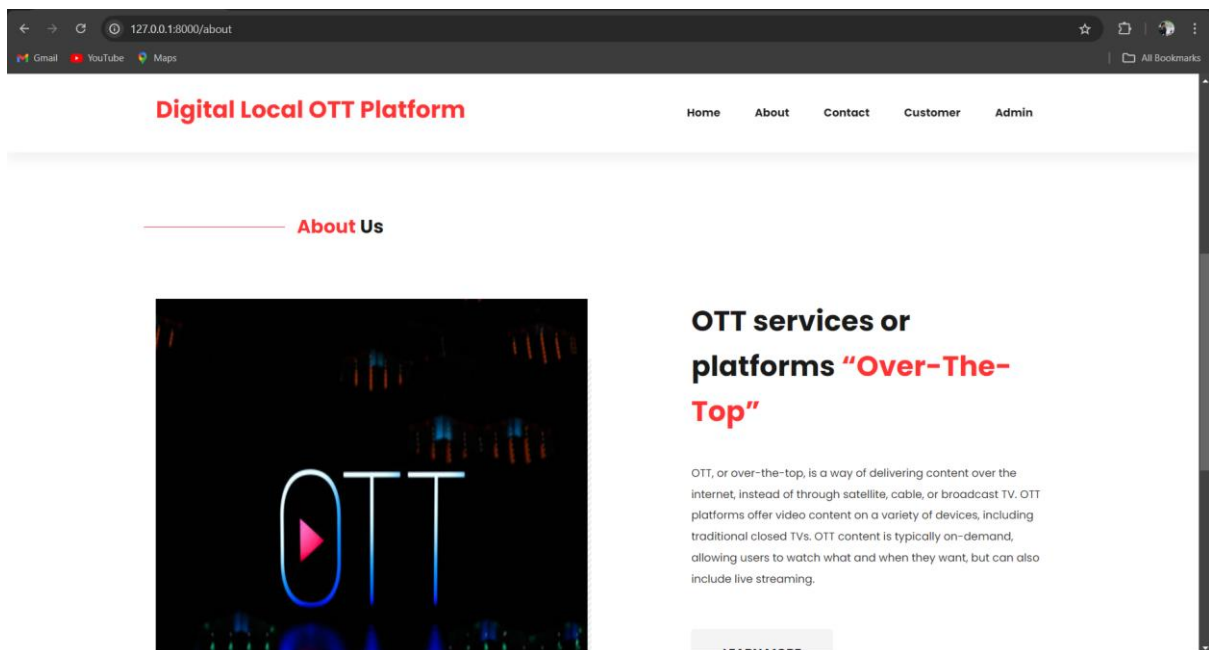 127.0.0.1:8000/about
Gmail YouTube Maps All Bookmarks
Digital Local OTT Platform
Home About Contact Customer Admin
About Us
OTT services or
platforms “Over-The-
Top”
OTT
OTT, or over-the-top, is a way of delivering content over the
internet, instead of through satellite, cable, or broadcast TV. OTT
platforms offer video content on a variety of devices, including
traditional closed TVs. OTT content is typically on-demand,
allowing users to watch what and when they want, but can also
include live streaming.
LEARN MORE